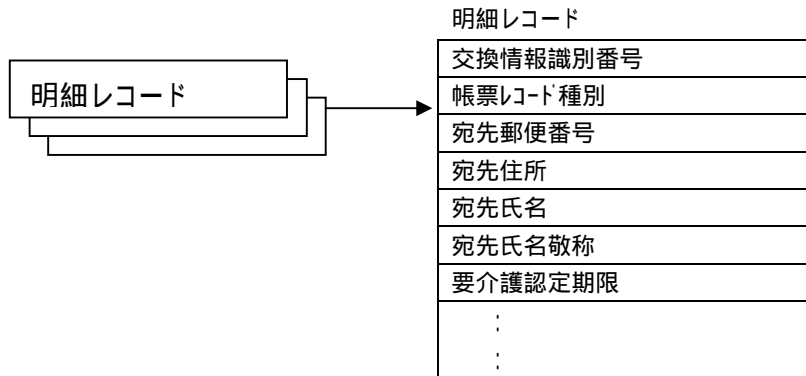 明細レコード
明細レコード
交換情報識別番号
帳票ﾚｺｰﾄﾞ種別
宛先郵便番号
宛先住所
宛先氏名
宛先氏名敬称
要介護認定期限
:
: